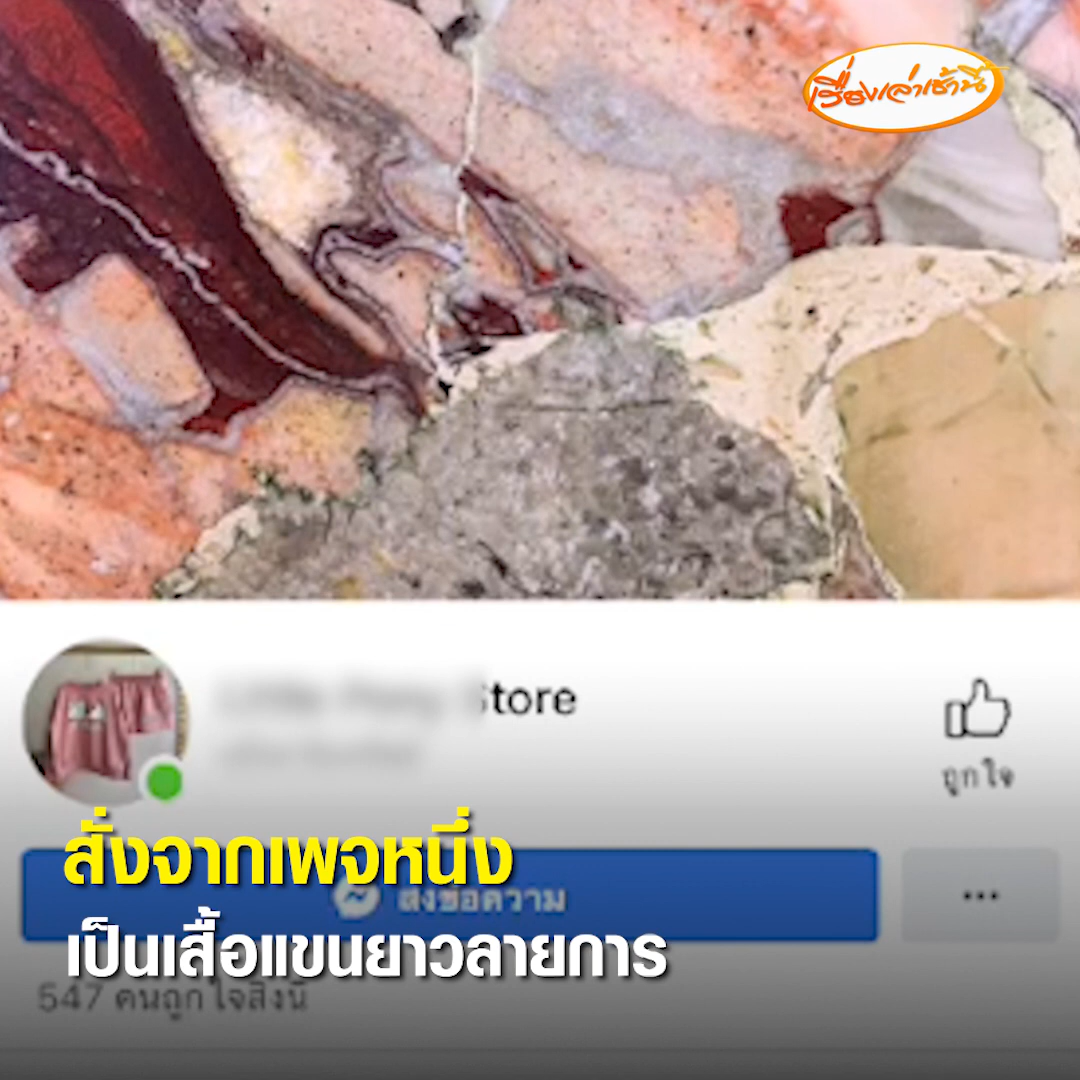 เรื่องเล่าเช้านี้
Store
ถูกใจ
สั่งจากเพจหนึ่ง
ส่งข้อความ
เป็นเสื้อแขนยาวลายการ
547 คนถูกใจสิ่งนี้